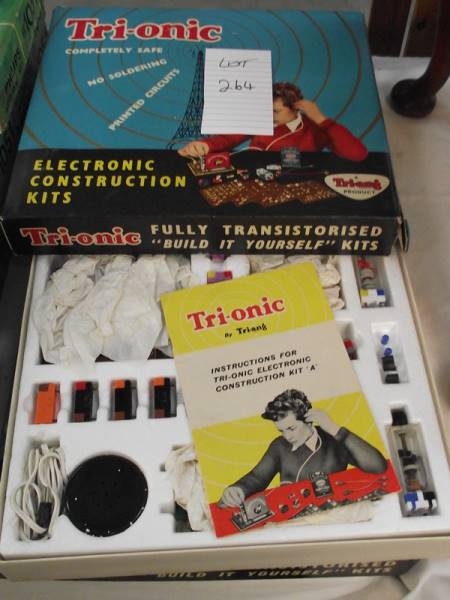 Tri-onic
COMPLETELY SAFE
NO SOLDERING
PRINTED CIRCUITS
LOT
264
ELECTRONIC
CONSTRUCTION
KITS
A
Tri-ang
PRODUCT
Tri-onic FULLY TRANSISTORISED
"BUILD IT YOURSELF" KITS
Tri-onic
By Tri-ang
INSTRUCTIONS FOR
TRI-ONIC ELECTRONIC
CONSTRUCTION KIT 'A'
"BUILD IT YOURSELF" KITS